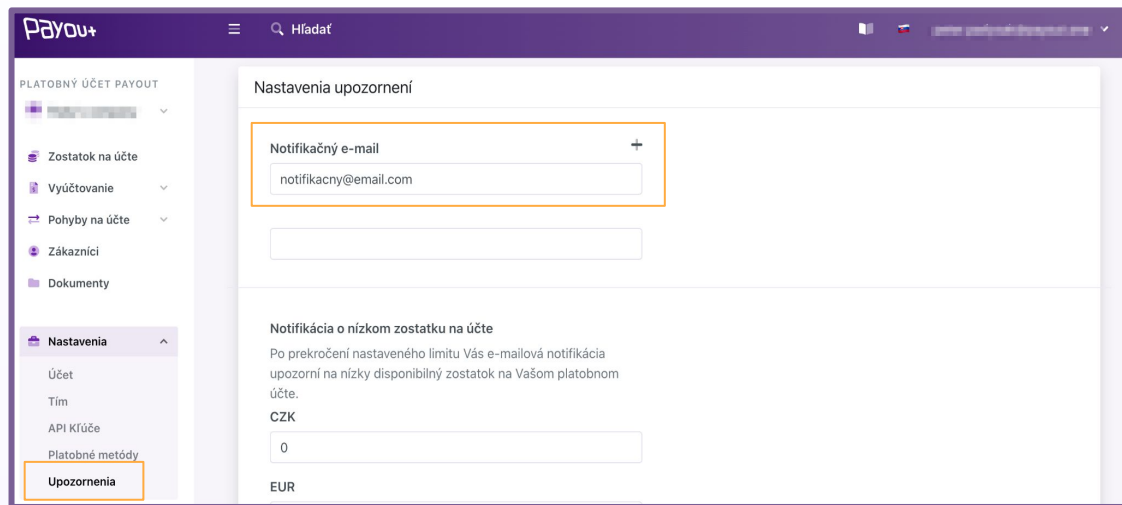 Payout
Hľadať
PLATOBNÝ ÚČET PAYOUT
Zostatok na účte
Vyúčtovanie
Pohyby na účte
Zákazníci
Dokumenty
Nastavenia
Účet
Tím
API Kľúče
Platobné metódy
Upozornenia
Nastavenia upozornení
Notifikačný e-mail
notifikacny@email.com
Notifikácia o nízkom zostatku na účte
Po prekročení nastaveného limitu Vás e-mailová notifikácia
upozorní na nízky disponibilný zostatok na Vašom platobnom
účte.
CZK
0
EUR